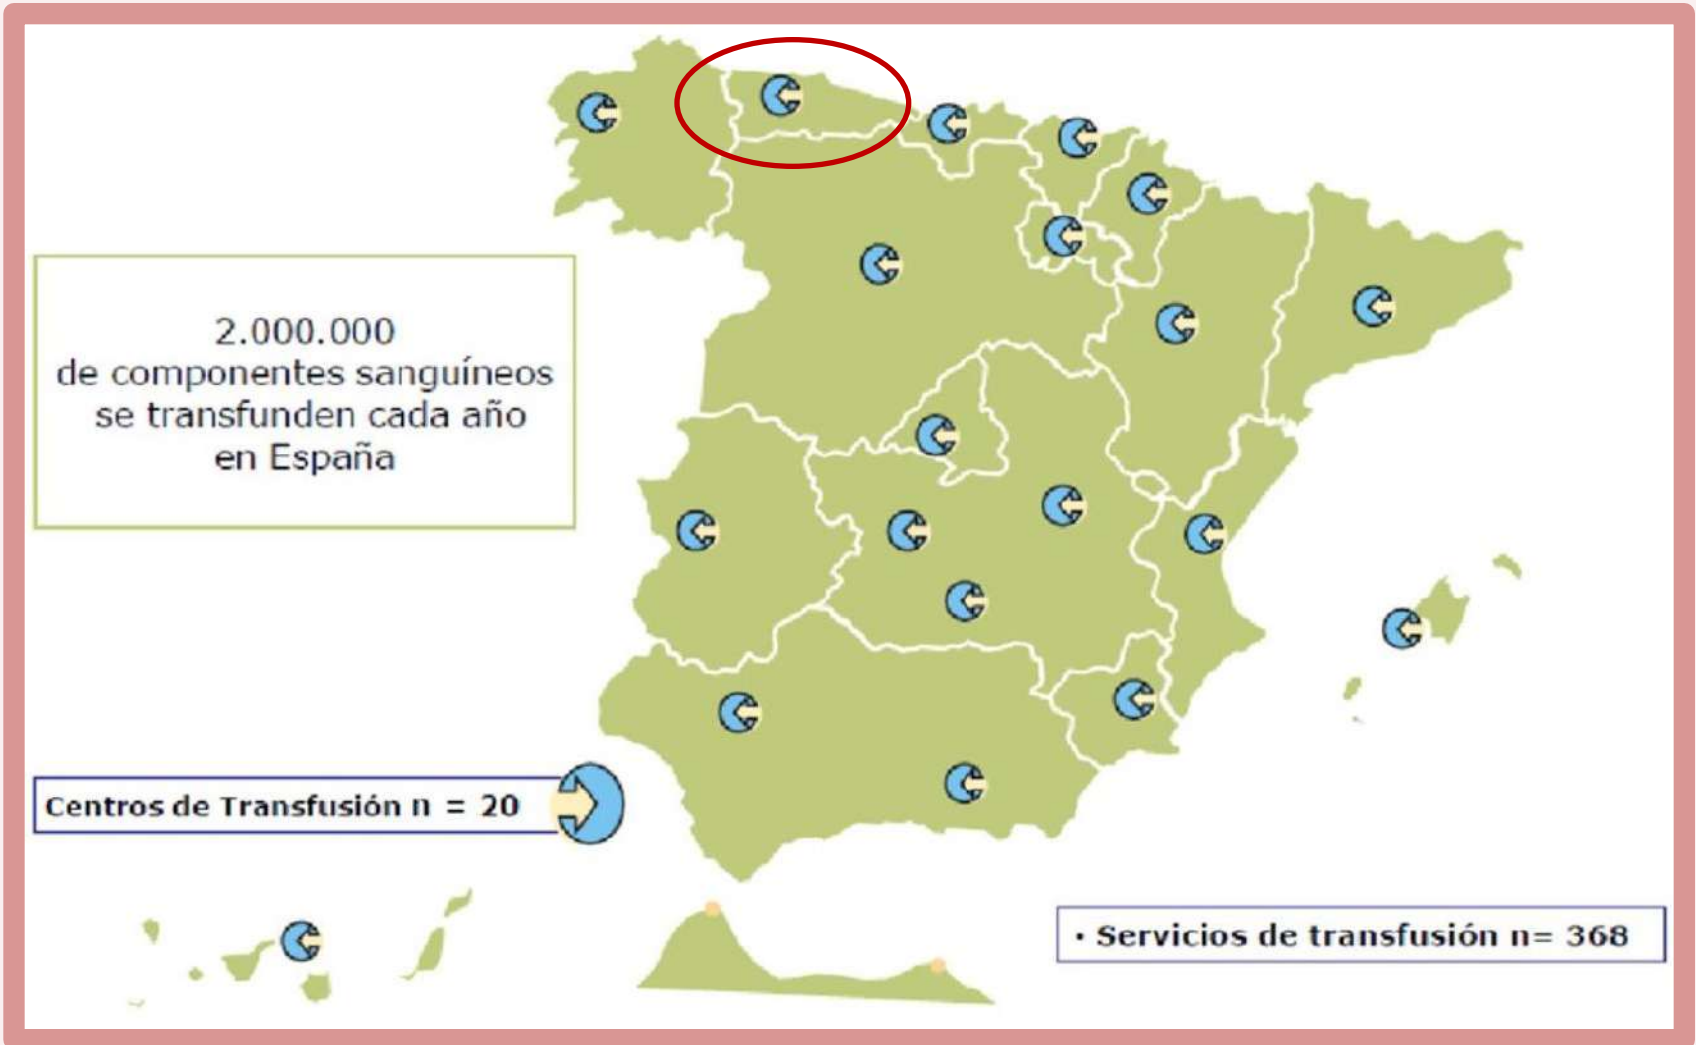 2.000.000
de componentes sanguíneos
se transfunden cada año
en España
Centros de Transfusión n = 20
· Servicios de transfusión n= 368